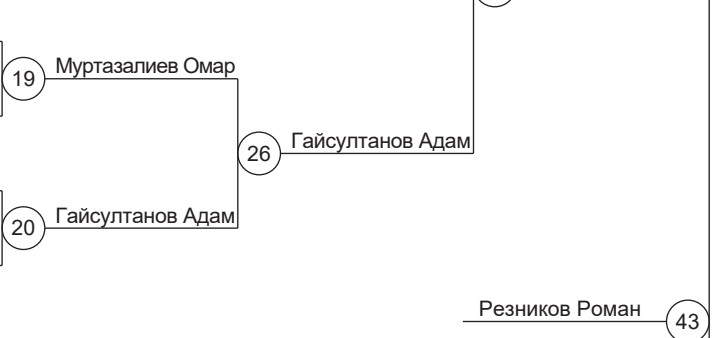 19
Муртазалиев Омар
26
Гайсултанов Адам
20
Гайсултанов Адам
Резников Роман
43